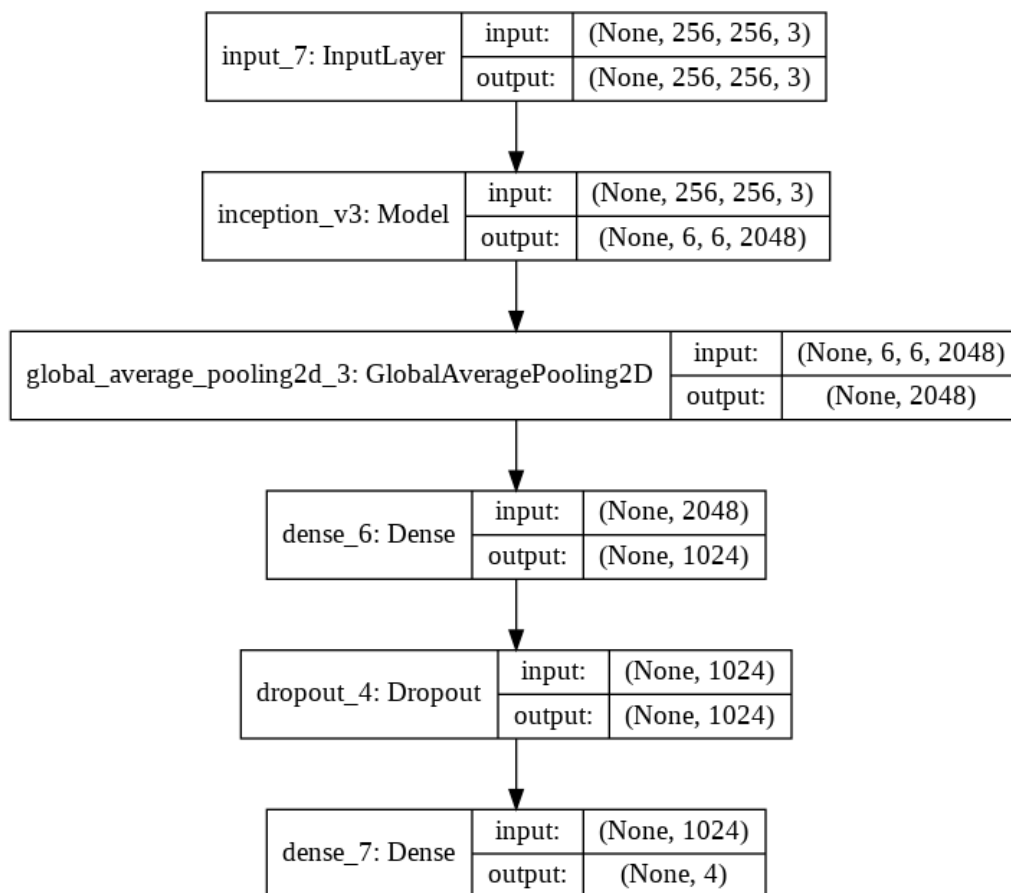 input_7: InputLayer
input: (None, 256, 256, 3)
output: (None, 256, 256, 3)
inception_v3: Model
input: (None, 256, 256, 3)
output: (None, 6, 6, 2048)
global_average_pooling2d_3: GlobalAveragePooling2D
input: (None, 6, 6, 2048)
output: (None, 2048)
dense_6: Dense
input: (None, 2048)
output: (None, 1024)
dropout_4: Dropout
input: (None, 1024)
output: (None, 1024)
dense_7: Dense
input: (None, 1024)
output: (None, 4)